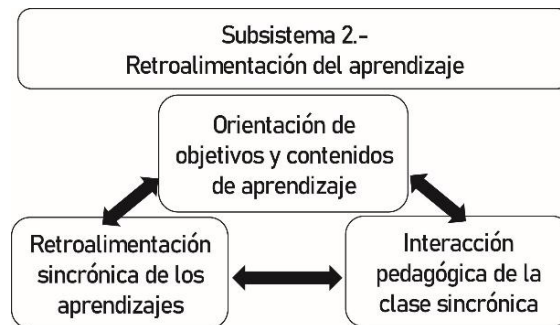 Subsistema 2.-
Retroalimentación del aprendizaje
Orientación de
objetivos y contenidos
de aprendizaje
Retroalimentación
sincrónica de los
aprendizajes
Interacción
pedagógica de la
clase sincrónica